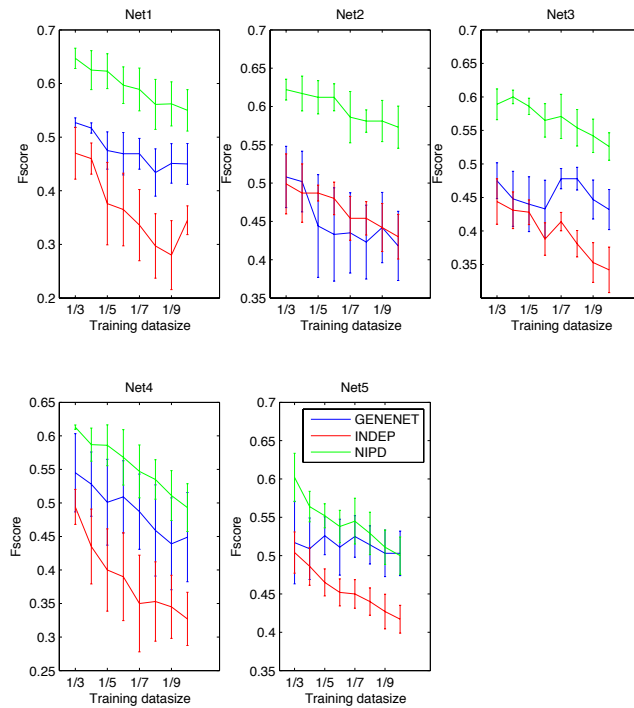 Net1
0.7
0.6
0.5
0.4
0.3
0.2
Fscore
1/3 1/5 1/7 1/9
Training datasize
Net2
0.7
0.65
0.6
0.55
0.5
0.45
0.4
0.35
Fscore
1/3 1/5 1/7 1/9
Training datasize
Net3
0.7
0.65
0.6
0.55
0.5
0.45
0.4
0.35
Fscore
1/3 1/5 1/7 1/9
Training datasize
Net4
0.65
0.6
0.55
0.5
0.45
0.4
0.35
0.3
0.25
Fscore
1/3 1/5 1/7 1/9
Training datasize
Net5
0.7
0.65
0.6
0.55
0.5
0.45
0.4
0.35
Fscore
GENENET
INDEP
NIPD
1/3 1/5 1/7 1/9
Training datasize